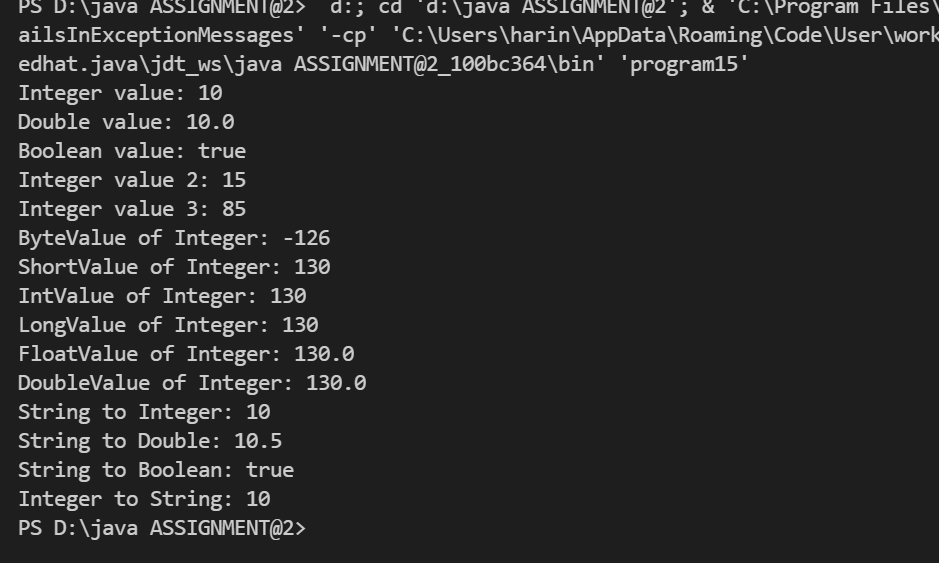 PS D:\java ASSIGNMENT@2>  d:; cd 'd:\java ASSIGNMENT@2'; & 'C:\Program Files\
ailsInExceptionMessages' '-cp' 'C:\Users\harin\AppData\Roaming\Code\User\work
edhat.java\jdt_ws\java ASSIGNMENT@2_100bc364\bin' 'program15'
Integer value: 10
Double value: 10.0
Boolean value: true
Integer value 2: 15
Integer value 3: 85
ByteValue of Integer: -126
ShortValue of Integer: 130
IntValue of Integer: 130
LongValue of Integer: 130
FloatValue of Integer: 130.0
DoubleValue of Integer: 130.0
String to Integer: 10
String to Double: 10.5
String to Boolean: true
Integer to String: 10
PS D:\java ASSIGNMENT@2>